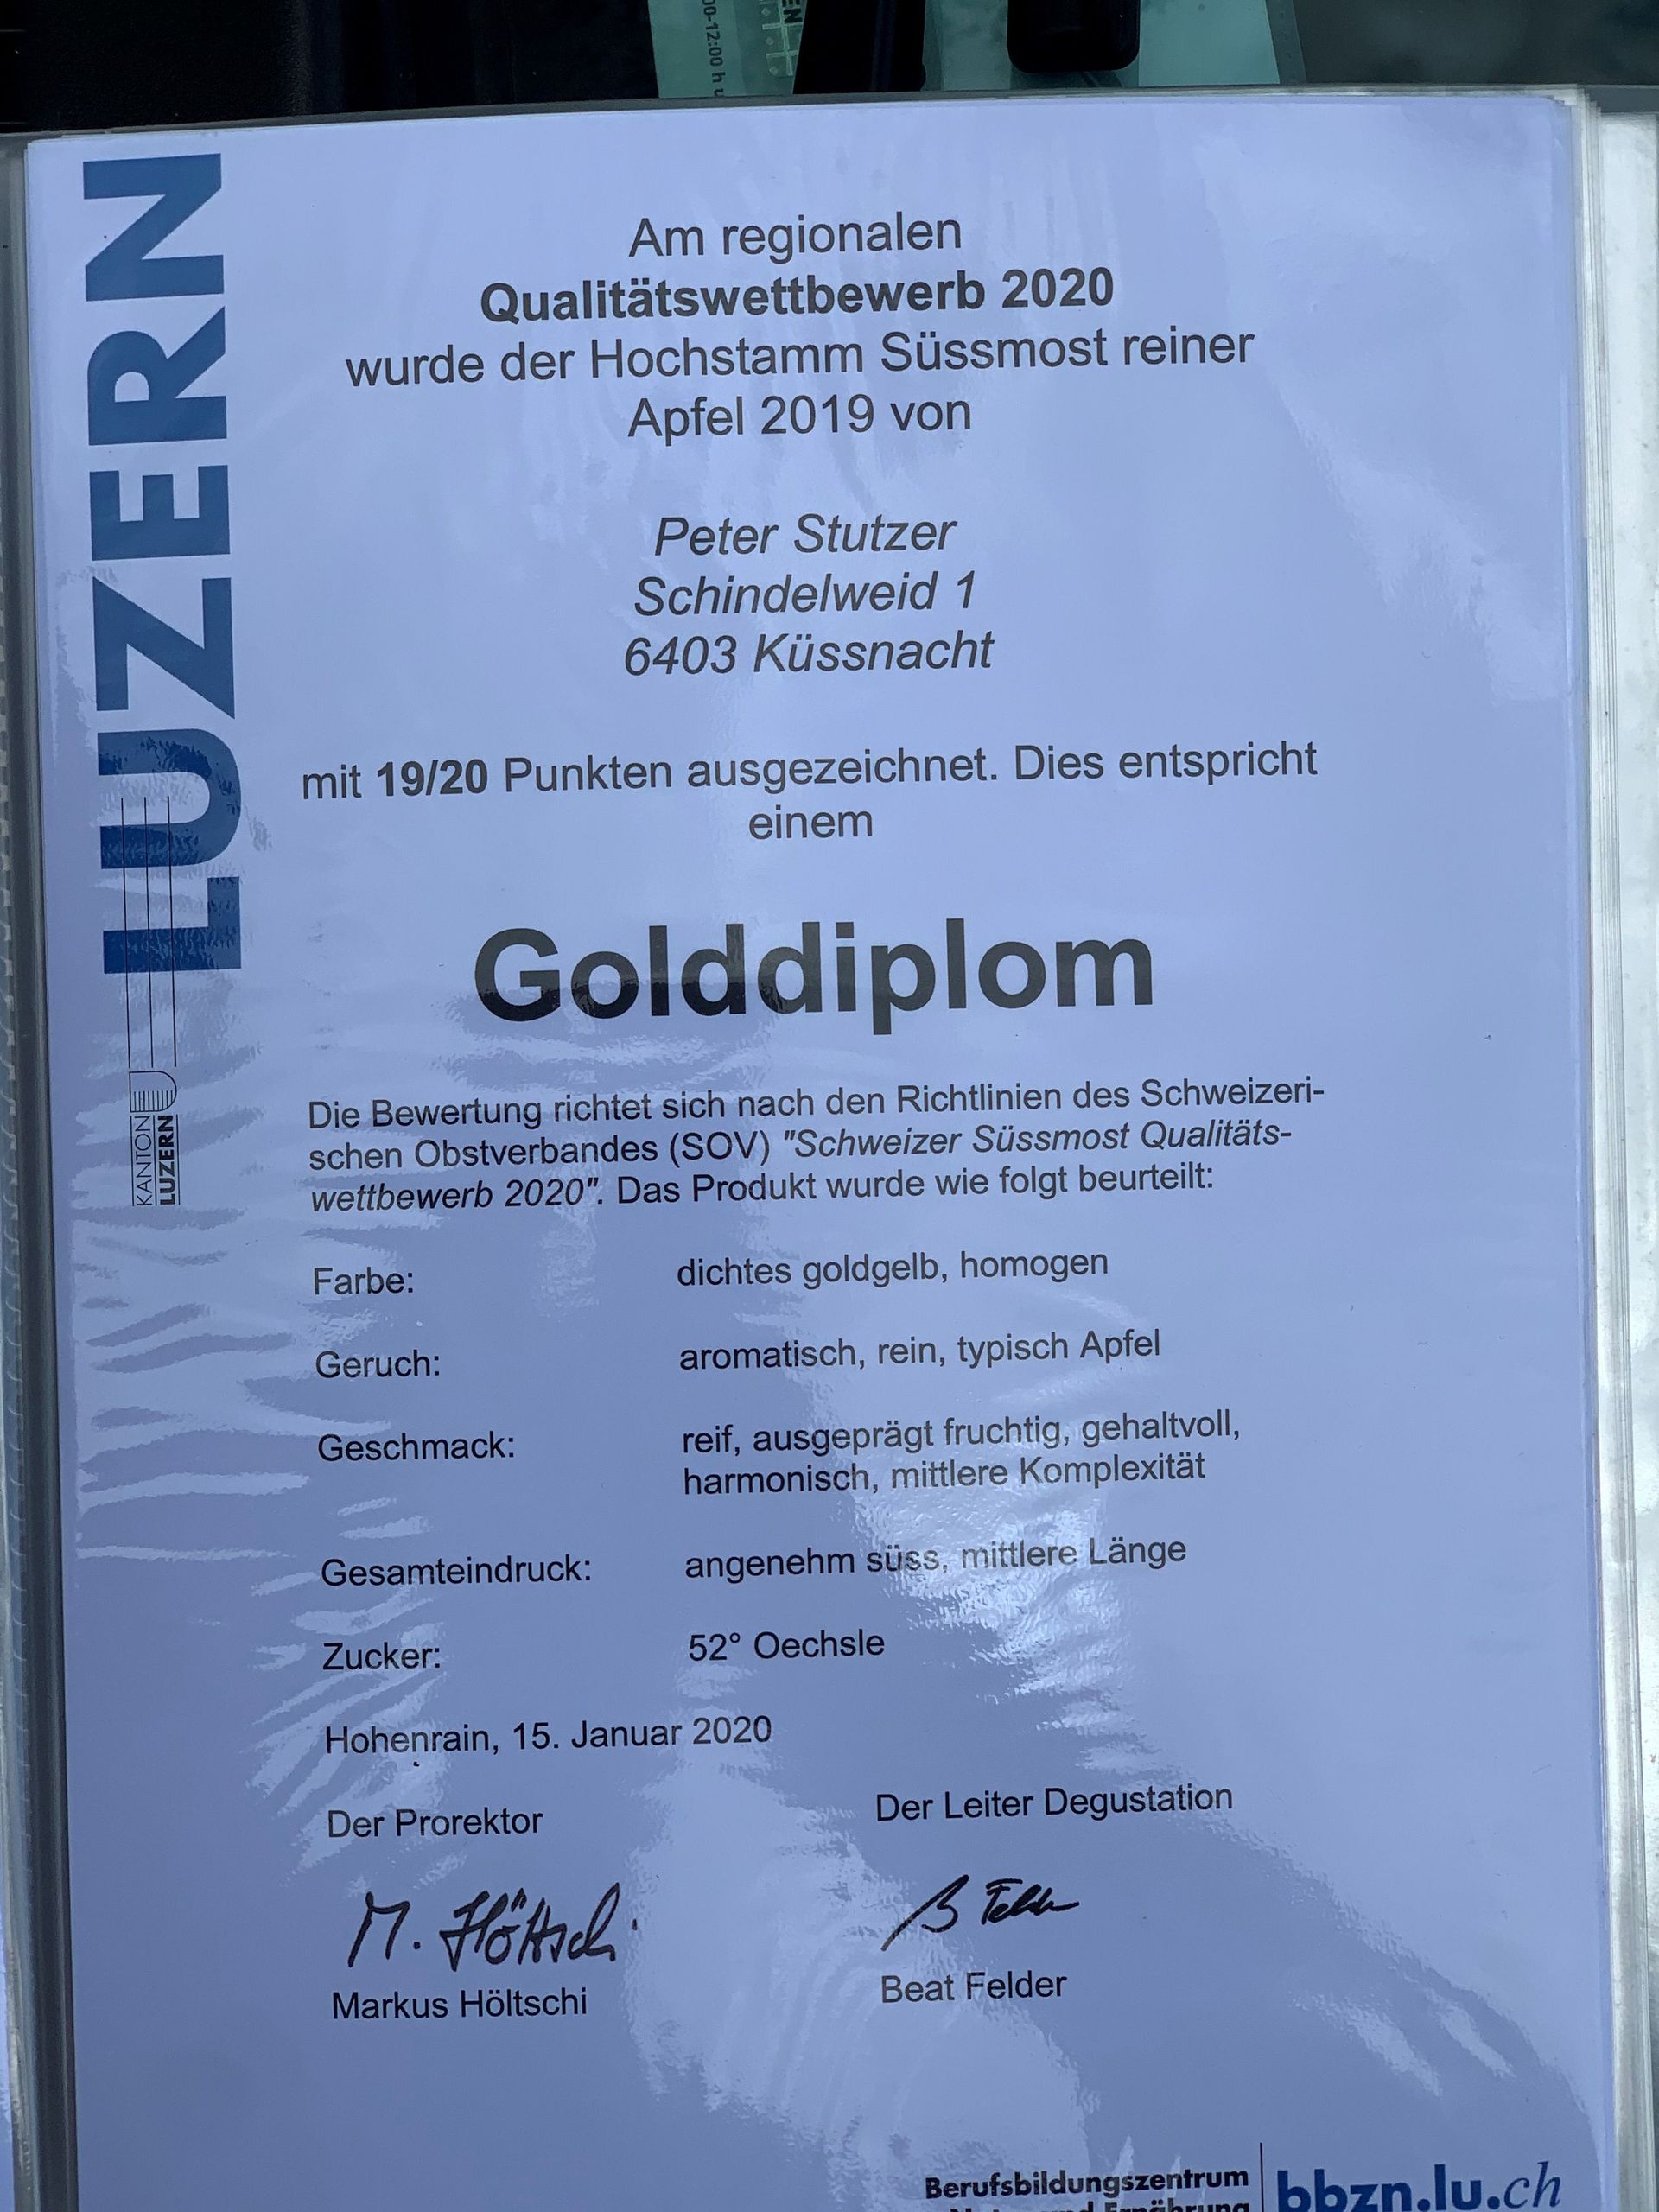 00-12:00 h
EN
LUZERN
KANTON
LUZERN
Am regionalen
Qualitätswettbewerb 2020
wurde der Hochstamm Süssmost reiner
Apfel 2019 von
Peter Stutzer
Schindelweid 1
6403 Küssnacht
mit 19/20 Punkten ausgezeichnet. Dies entspricht
einem
Golddiplom
Die Bewertung richtet sich nach den Richtlinien des Schweizeri-
schen Obstverbandes (SOV) "Schweizer Süssmost Qualitäts-
wettbewerb 2020". Das Produkt wurde wie folgt beurteilt:
Farbe: dichtes goldgelb, homogen
Geruch: aromatisch, rein, typisch Apfel
Geschmack: reif, ausgeprägt fruchtig, gehaltvoll,
harmonisch, mittlere Komplexität
Gesamteindruck: angenehm süss, mittlere Länge
Zucker: 52° Oechsle
Hohenrain, 15. Januar 2020
Der Prorektor Der Leiter Degustation
M. Höltschi B Felder
Markus Höltschi Beat Felder
Berufsbildungszentrum
bbzn.lu.ch